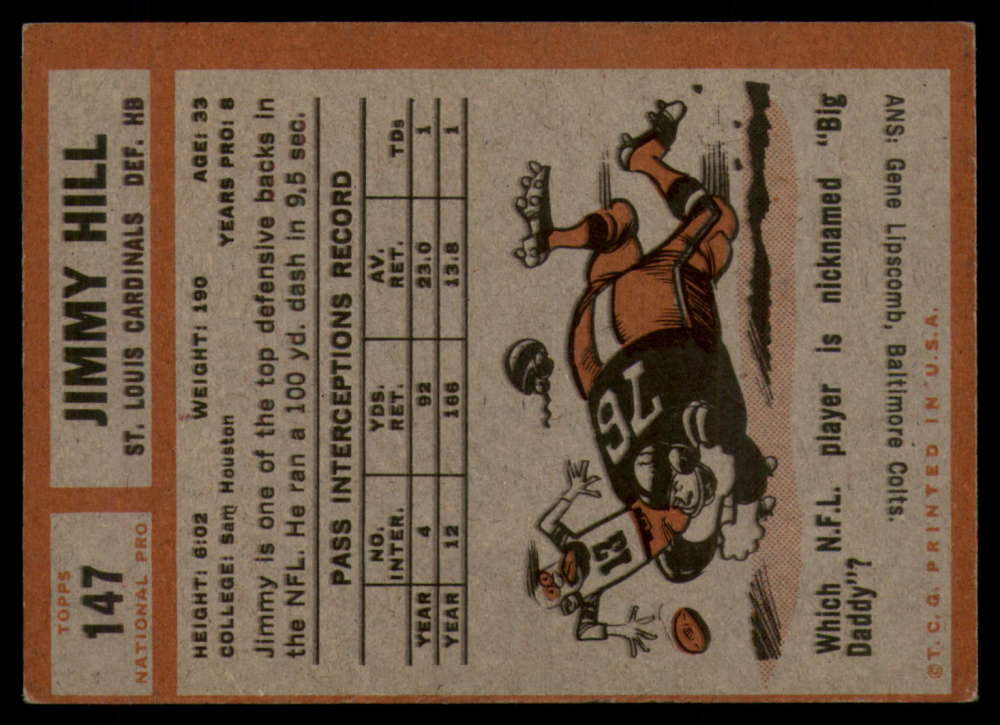 TOPPS
147
NATIONAL PRO
JIMMY HILL
ST. LOUIS CARDINALS DEF. HB
HEIGHT: 6:02 WEIGHT: 190 AGE: 33
COLLEGE: Sam Houston YEARS PRO: 8
Jimmy is one of the top defensive backs in
the NFL. He ran a 100 yd. dash in 9.5 sec.
PASS INTERCEPTIONS RECORD
NO. YDS. AV.
INTER. RET. RET. TDs
YEAR 4 92 23.0 1
YEAR 12 166 13.8 1
76
13
Which N.F.L. player is nicknamed "Big
Daddy"?
ANS: Gene Lipscomb, Baltimore Colts.
©T.C.G. PRINTED IN U.S.A.